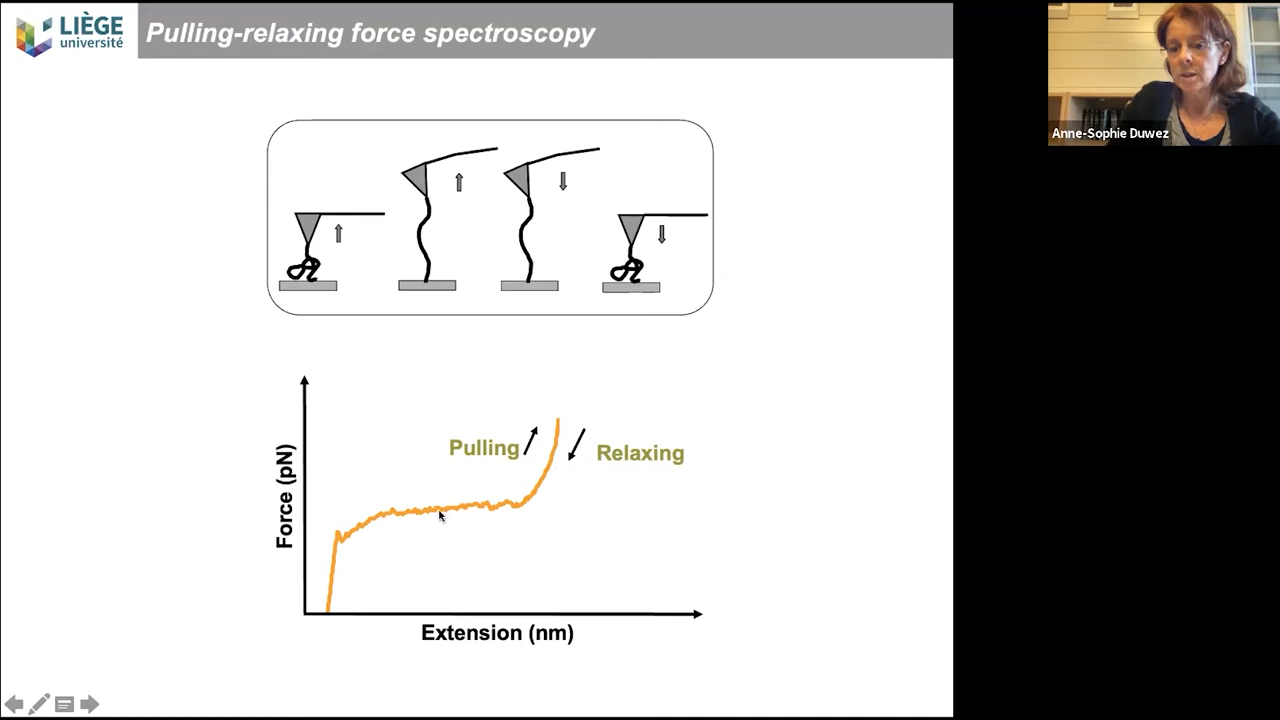 LIÈGE
université
Pulling-relaxing force spectroscopy
Anne-Sophie Duwez
Force (pN)
Pulling
Relaxing
Extension (nm)